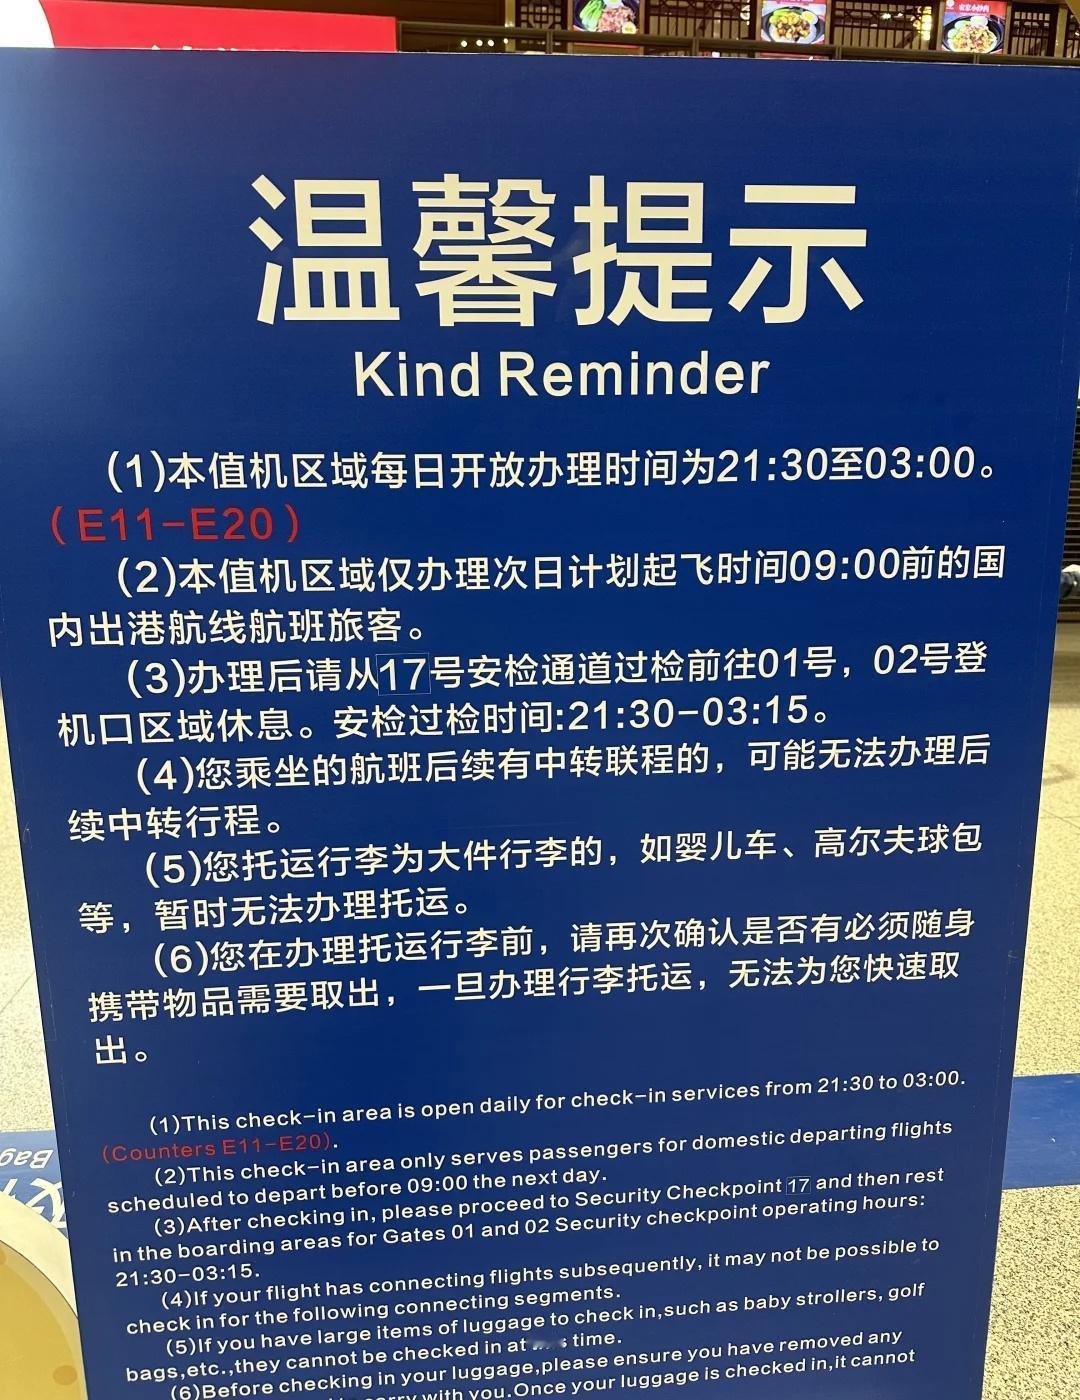 温馨提示
Kind Reminder
(1)本值机区域每日开放办理时间为21:30至03:00。
（E11-E20）
(2)本值机区域仅办理次日计划起飞时间09:00前的国
内出港航线航班旅客。
(3)办理后请从17号安检通道过检前往01号，02号登
机口区域休息。安检过检时间:21:30-03:15。
(4)您乘坐的航班后续有中转联程的，可能无法办理后
续中转行程。
(5)您托运行李为大件行李的，如婴儿车、高尔夫球包
等，暂时无法办理托运。
(6)您在办理托运行李前，请再次确认是否有必须随身
携带物品需要取出，一旦办理行李托运，无法为您快速取
出。
(1)This check-in area is open daily for check-in services from 21:30 to 03:00.
(Counters E11-E20).
(2)This check-in area only serves passengers for domestic departing flights
scheduled to depart before 09:00 the next day.
(3)After checking in, please proceed to Security Checkpoint 17 and then rest
in the boarding areas for Gates 01 and 02 Security checkpoint operating hours:
21:30-03:15.
(4)If your flight has connecting flights subsequently, it may not be possible to
check in for the following connecting segments.
(5)If you have large items of luggage to check in,such as baby strollers, golf
bags,etc.,they cannot be checked in at time.
(6)Before checking in your luggage,please ensure you have removed any
carry with you.Once your luggage is checked in,it cannot
Bag